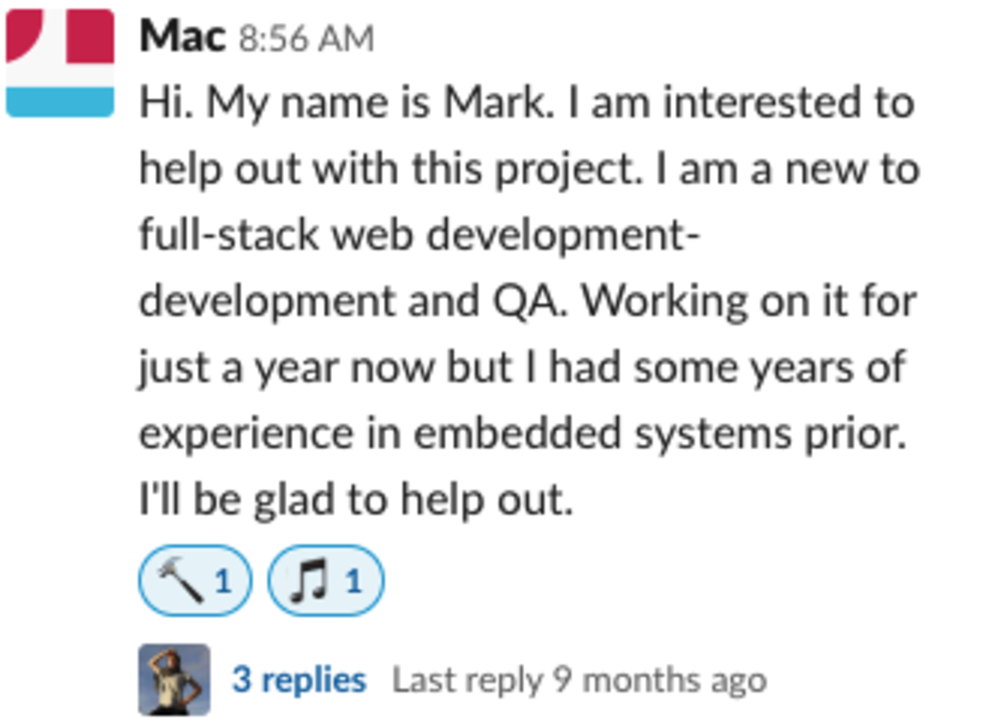 Mac 8:56 AM
Hi. My name is Mark. I am interested to
help out with this project. I am a new to
full-stack web development-
development and QA. Working on it for
just a year now but I had some years of
experience in embedded systems prior.
I'll be glad to help out.
1 1
3 replies Last reply 9 months ago